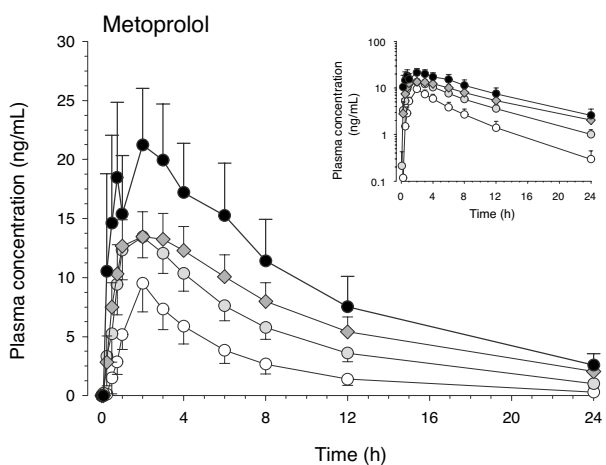 Metoprolol
Plasma concentration (ng/mL)
30
25
20
15
10
5
0
0 4 8 12 16 20 24
Time (h)
Plasma concentration
(ng/mL)
100
10
1
0.1
0 4 8 12 16 20 24
Time (h)